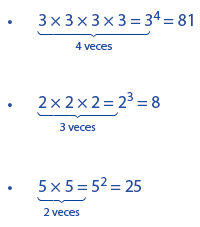 • 3 × 3 × 3 × 3 = 3⁴ = 81
4 veces
• 2 × 2 × 2 = 2³ = 8
3 veces
• 5 × 5 = 5² = 25
2 veces